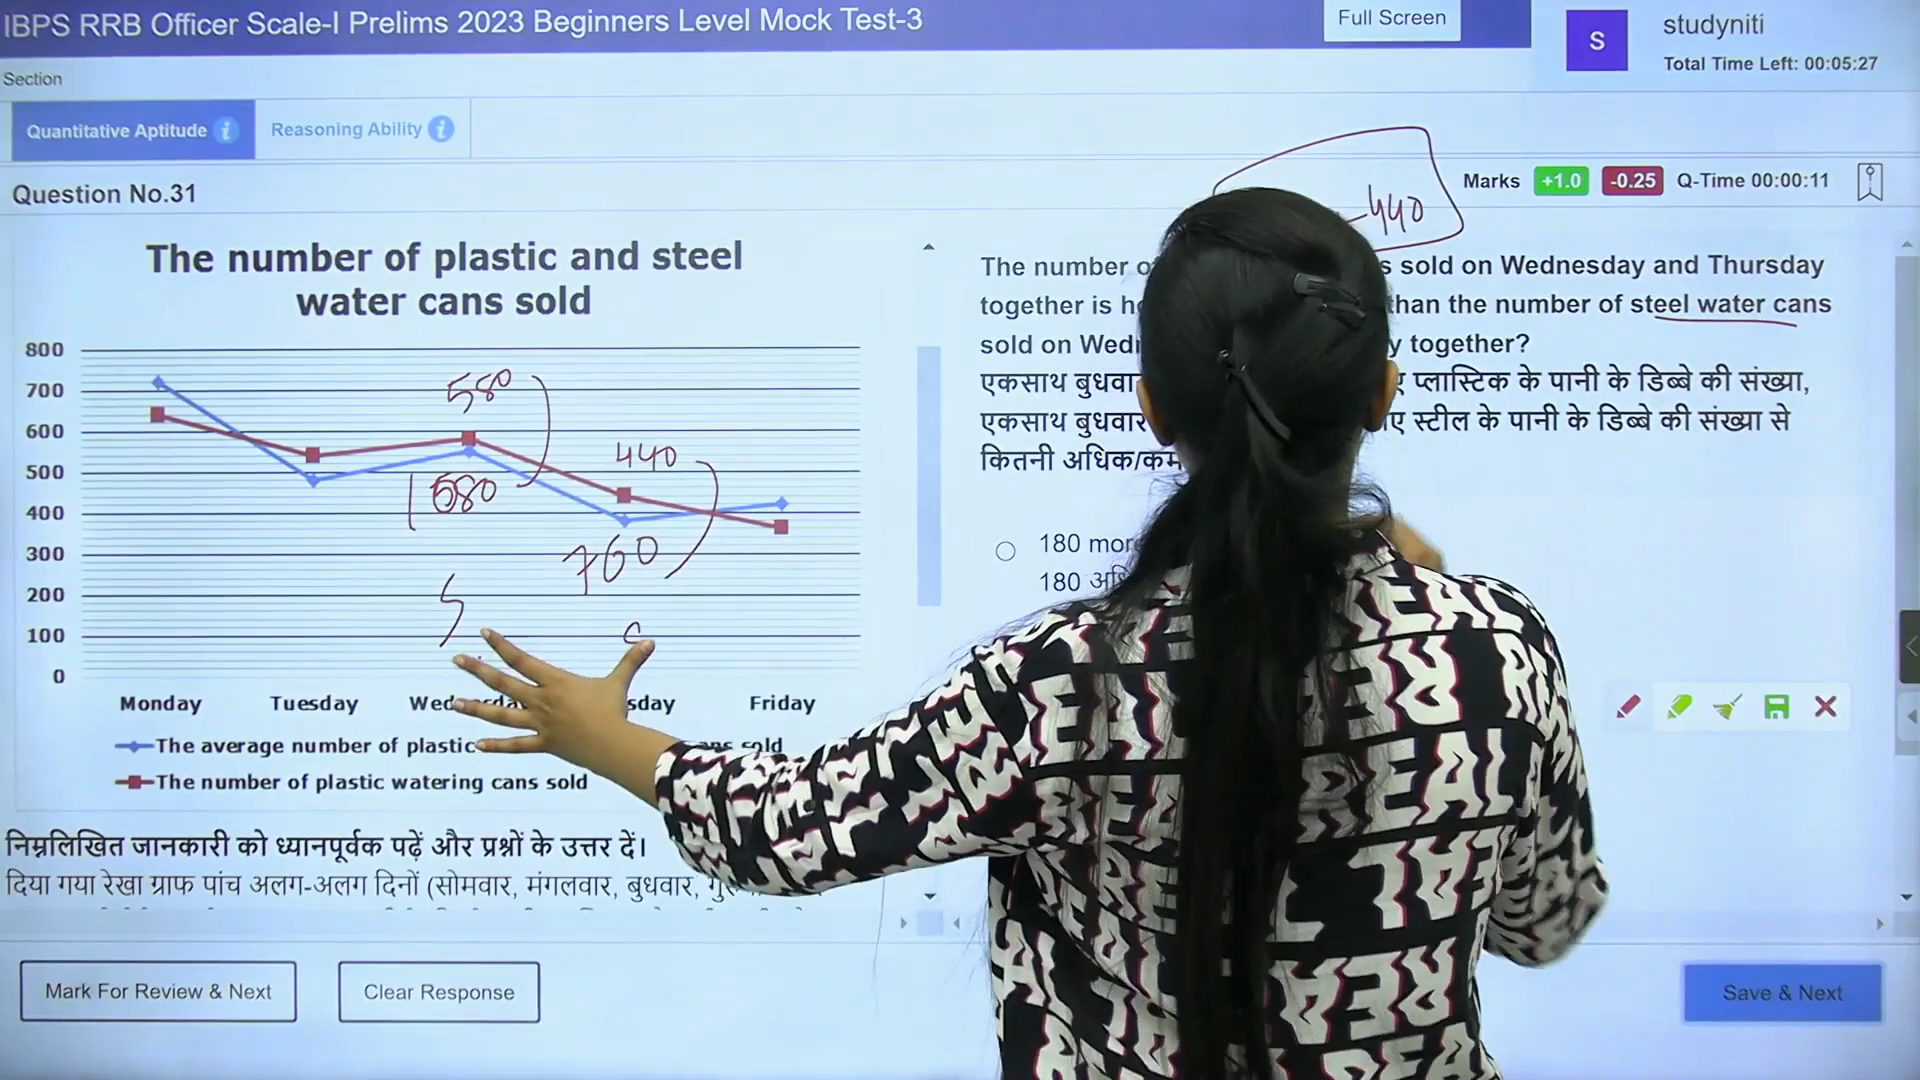 IBPS RRB Officer Scale-I Prelims 2023 Beginners Level Mock Test-3
Full Screen
S
studyniti
Total Time Left: 00:05:27
Section
Quantitative Aptitude i
Reasoning Ability i
Question No.31
Marks +1.0 -0.25 Q-Time 00:00:11
-440
The number of plastic and steel
water cans sold
800
700
600
500
400
300
200
100
0
580
580
440
760
S
Monday Tuesday Friday
The average number of plastic sold
The number of plastic watering cans sold
निम्नलिखित जानकारी को ध्यानपूर्वक पढ़ें और प्रश्नों के उत्तर दें।
दिया गया रेखा ग्राफ पांच अलग-अलग दिनों (सोमवार, मंगलवार, बुधवार,
The number sold on Wednesday and Thursday
together is than the number of steel water cans
sold on together?
एकसाथ प्लास्टिक के पानी के डिब्बे की संख्या,
एकसाथ स्टील के पानी के डिब्बे की संख्या से
कितनी अधिक/कम
180 more
180
Mark For Review & Next
Clear Response
Save & Next